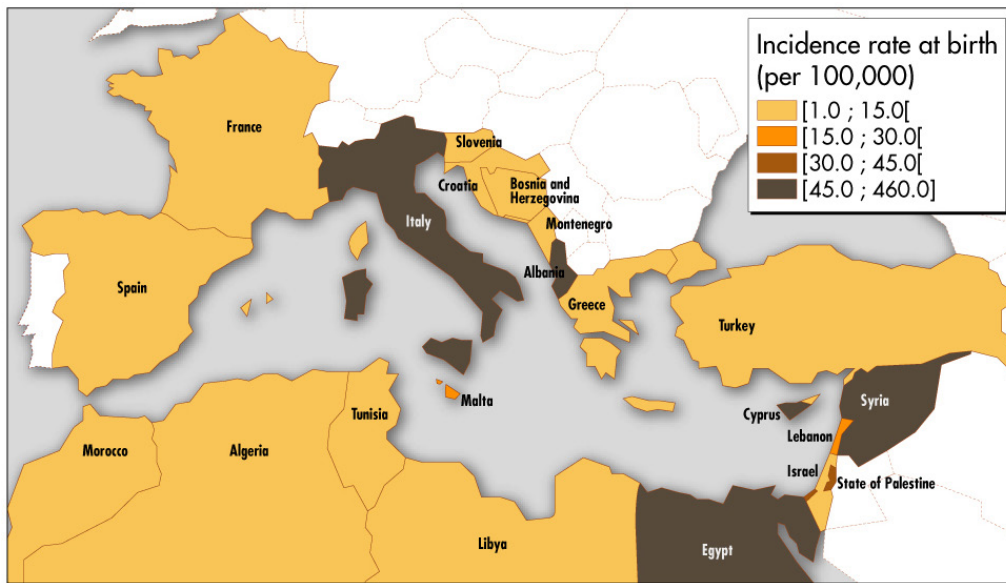 Incidence rate at birth
(per 100,000)
[1.0 ; 15.0[
[15.0 ; 30.0[
[30.0 ; 45.0[
[45.0 ; 460.0]
France
Slovenia
Croatia
Bosnia and
Herzegovina
Italy
Montenegro
Albania
Spain
Greece
Turkey
Malta
Tunisia
Cyprus
Syria
Morocco
Algeria
Lebanon
Israel
State of Palestine
Libya
Egypt